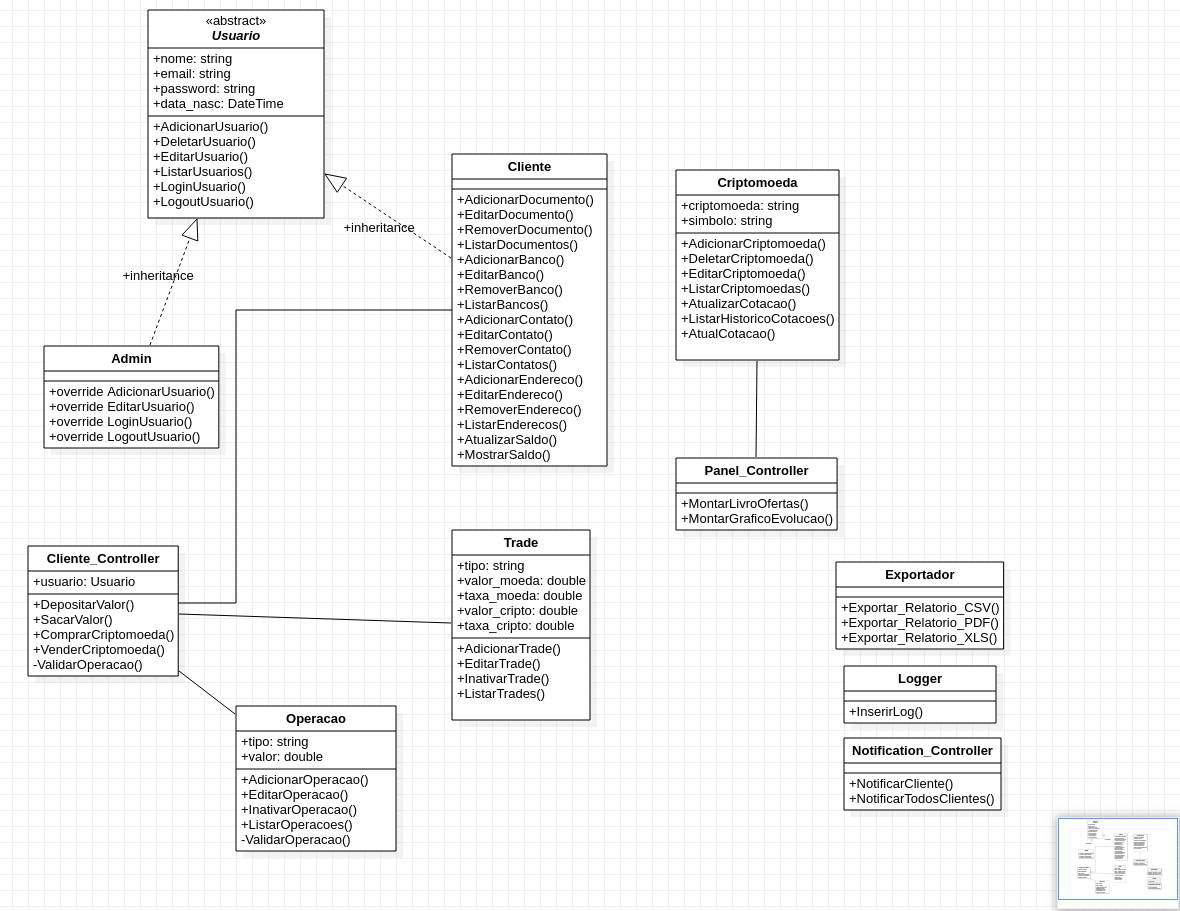 «abstract»
Usuario
+nome: string
+email: string
+password: string
+data_nasc: DateTime
+AdicionarUsuario()
+DeletarUsuario()
+EditarUsuario()
+ListarUsuarios()
+LoginUsuario()
+LogoutUsuario()
+inheritance
+inheritance
Admin
+override AdicionarUsuario()
+override EditarUsuario()
+override LoginUsuario()
+override LogoutUsuario()
Cliente
+AdicionarDocumento()
+EditarDocumento()
+RemoverDocumento()
+ListarDocumentos()
+AdicionarBanco()
+EditarBanco()
+RemoverBanco()
+ListarBancos()
+AdicionarContato()
+EditarContato()
+RemoverContato()
+ListarContatos()
+AdicionarEndereco()
+EditarEndereco()
+RemoverEndereco()
+ListarEnderecos()
+AtualizarSaldo()
+MostrarSaldo()
Criptomoeda
+criptomoeda: string
+simbolo: string
+AdicionarCriptomoeda()
+DeletarCriptomoeda()
+EditarCriptomoeda()
+ListarCriptomoedas()
+AtualizarCotacao()
+ListarHistoricoCotacoes()
+AtualCotacao()
Panel_Controller
+MontarLivroOfertas()
+MontarGraficoEvolucao()
Cliente_Controller
+usuario: Usuario
+DepositarValor()
+SacarValor()
+ComprarCriptomoeda()
+VenderCriptomoeda()
-ValidarOperacao()
Trade
+tipo: string
+valor_moeda: double
+taxa_moeda: double
+valor_cripto: double
+taxa_cripto: double
+AdicionarTrade()
+EditarTrade()
+InativarTrade()
+ListarTrades()
Operacao
+tipo: string
+valor: double
+AdicionarOperacao()
+EditarOperacao()
+InativarOperacao()
+ListarOperacoes()
-ValidarOperacao()
Exportador
+Exportar_Relatorio_CSV()
+Exportar_Relatorio_PDF()
+Exportar_Relatorio_XLS()
Logger
+InserirLog()
Notification_Controller
+NotificarCliente()
+NotificarTodosClientes()